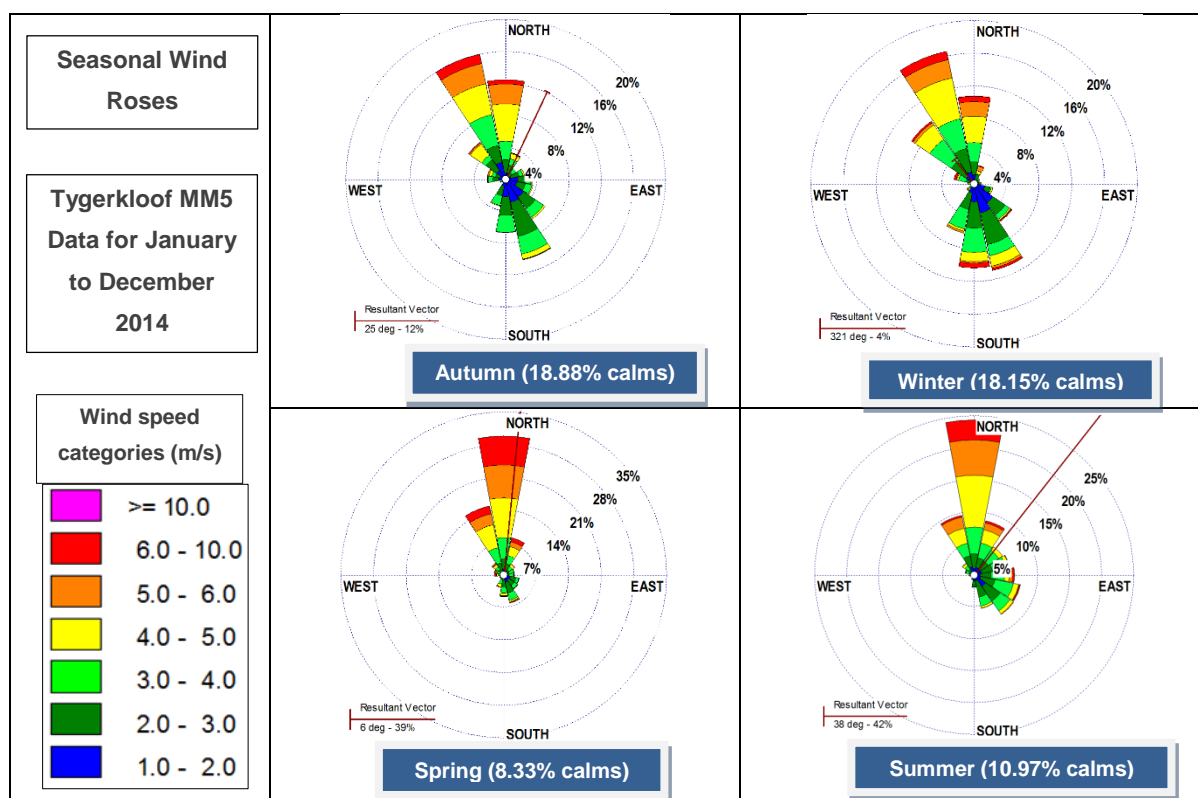 Seasonal Wind
Roses
Tygerkloof MM5
Data for January
to December
2014
Wind speed
categories (m/s)
>= 10.0
6.0 - 10.0
5.0 - 6.0
4.0 - 5.0
3.0 - 4.0
2.0 - 3.0
1.0 - 2.0
NORTH
20%
16%
12%
8%
4%
WEST
EAST
Resultant Vector
25 deg - 12%
SOUTH
Autumn (18.88% calms)
NORTH
20%
16%
12%
8%
4%
WEST
EAST
Resultant Vector
321 deg - 4%
SOUTH
Winter (18.15% calms)
NORTH
35%
28%
21%
14%
7%
WEST
EAST
Resultant Vector
6 deg - 39%
SOUTH
Spring (8.33% calms)
NORTH
25%
20%
15%
10%
5%
WEST
EAST
Resultant Vector
38 deg - 42%
SOUTH
Summer (10.97% calms)